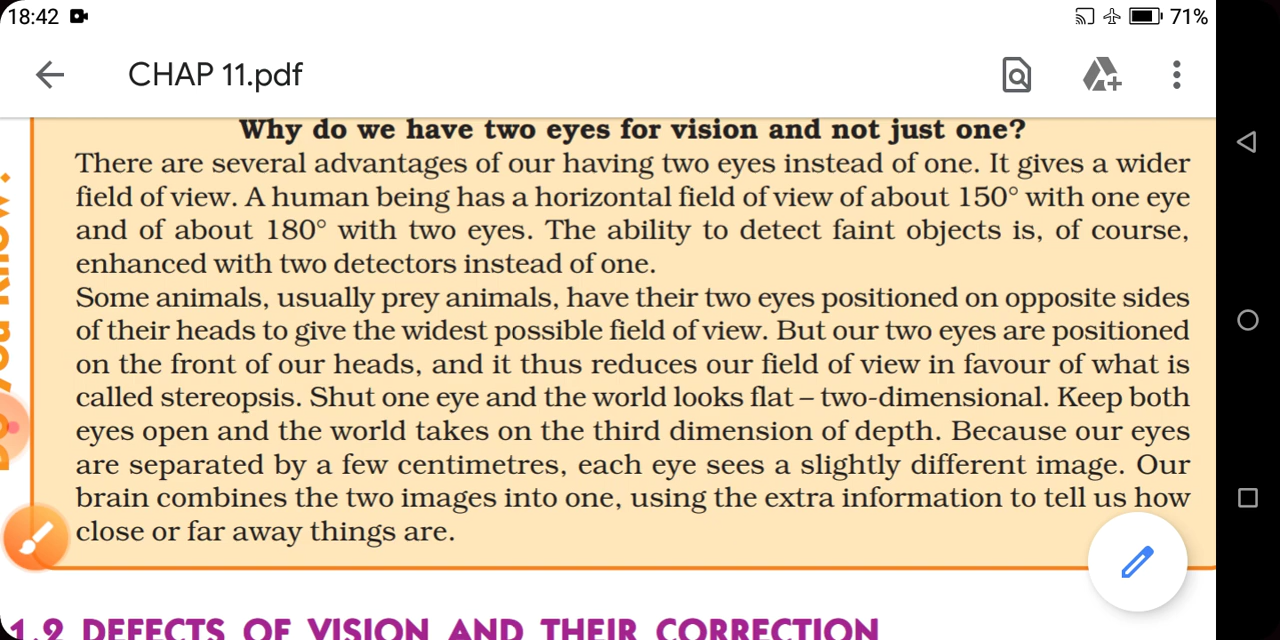 18:42
71%
CHAP 11.pdf
Why do we have two eyes for vision and not just one?
There are several advantages of our having two eyes instead of one. It gives a wider
field of view. A human being has a horizontal field of view of about 150° with one eye
and of about 180° with two eyes. The ability to detect faint objects is, of course,
enhanced with two detectors instead of one.
Some animals, usually prey animals, have their two eyes positioned on opposite sides
of their heads to give the widest possible field of view. But our two eyes are positioned
on the front of our heads, and it thus reduces our field of view in favour of what is
called stereopsis. Shut one eye and the world looks flat – two-dimensional. Keep both
eyes open and the world takes on the third dimension of depth. Because our eyes
are separated by a few centimetres, each eye sees a slightly different image. Our
brain combines the two images into one, using the extra information to tell us how
close or far away things are.
1.2 DEFECTS OF VISION AND THEIR CORRECTION